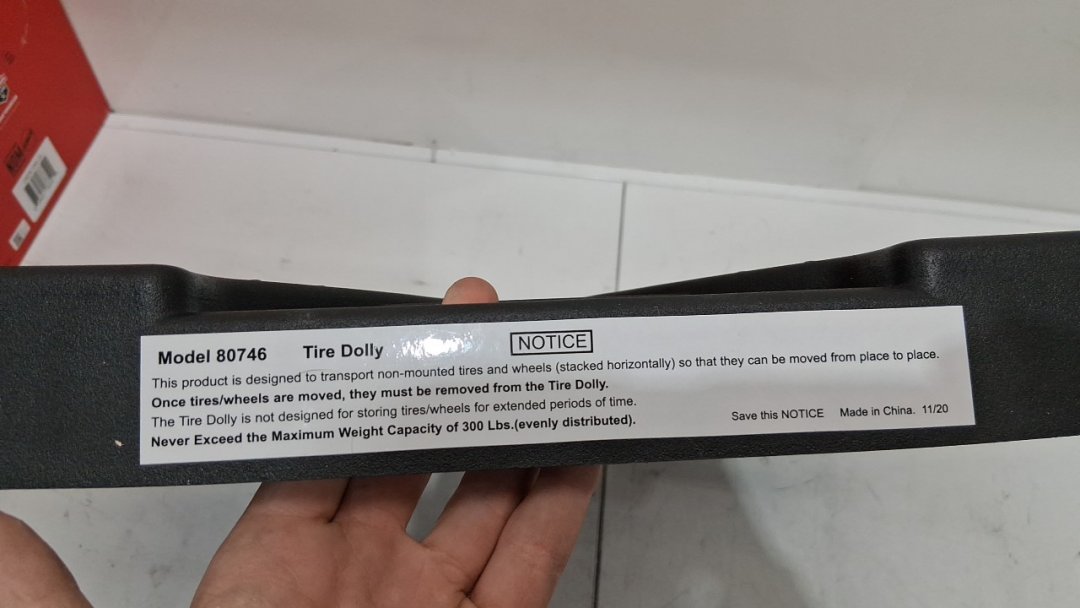 Model 80746 Tire Dolly NOTICE
This product is designed to transport non-mounted tires and wheels (stacked horizontally) so that they can be moved from place to place.
Once tires/wheels are moved, they must be removed from the Tire Dolly.
The Tire Dolly is not designed for storing tires/wheels for extended periods of time.
Never Exceed the Maximum Weight Capacity of 300 Lbs.(evenly distributed).
Save this NOTICE Made in China. 11/20